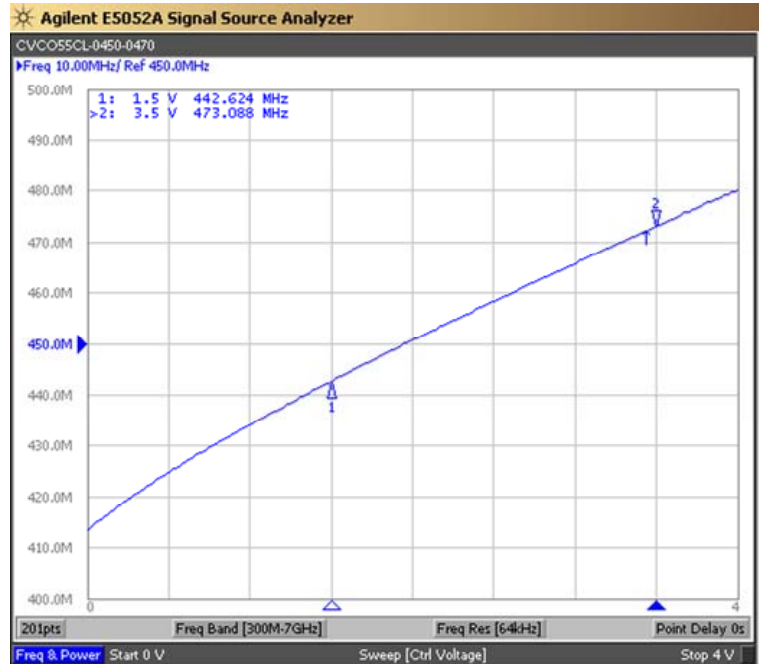 Agilent E5052A Signal Source Analyzer
CVCO55CL-0450-0470
Freq 10.00MHz/ Ref 450.0MHz
500.0M
1: 1.5 V 442.624 MHz
>2: 3.5 V 473.088 MHz
490.0M
480.0M
2
470.0M
460.0M
450.0M
440.0M
1
430.0M
420.0M
410.0M
400.0M
0
4
201pts
Freq Band [300M-7GHz]
Freq Res [64kHz]
Point Delay 0s
Freq & Power
Start 0 V
Sweep [Ctrl Voltage]
Stop 4 V